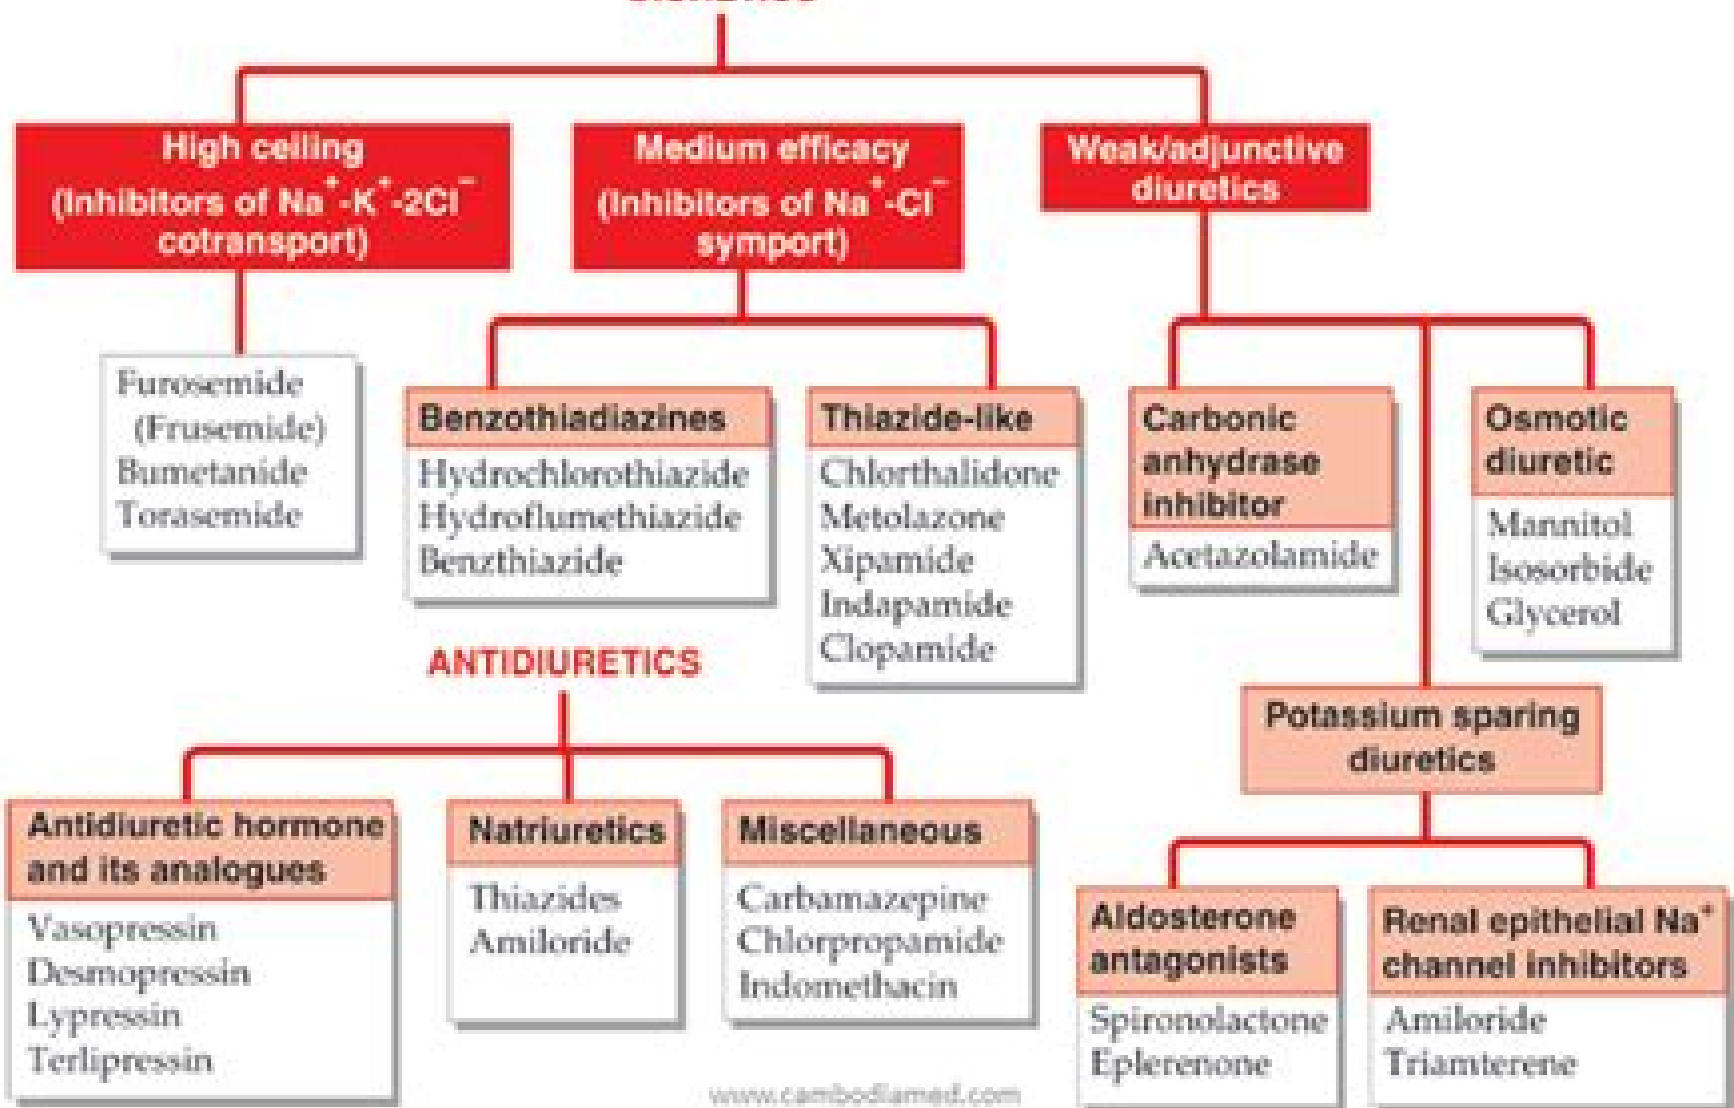 High ceiling
(Inhibitors of Na⁺-K⁺-2Cl⁻
cotransport)
Medium efficacy
(Inhibitors of Na⁺-Cl⁻
symport)
Weak/adjunctive
diuretics
Furosemide
(Frusemide)
Bumetanide
Torasemide
Benzothiadiazines
Hydrochlorothiazide
Hydroflumethiazide
Benzthiazide
Thiazide-like
Chlorthalidone
Metolazone
Xipamide
Indapamide
Clopamide
Carbonic
anhydrase
inhibitor
Acetazolamide
Osmotic
diuretic
Mannitol
Isosorbide
Glycerol
Potassium sparing
diuretics
Aldosterone
antagonists
Spironolactone
Eplerenone
Renal epithelial Na⁺
channel inhibitors
Amiloride
Triamterene
ANTIDIURETICS
Antidiuretic hormone
and its analogues
Vasopressin
Desmopressin
Lypressin
Terlipressin
Natriuretics
Thiazides
Amiloride
Miscellaneous
Carbamazepine
Chlorpropamide
Indomethacin
www.cambodiamed.com